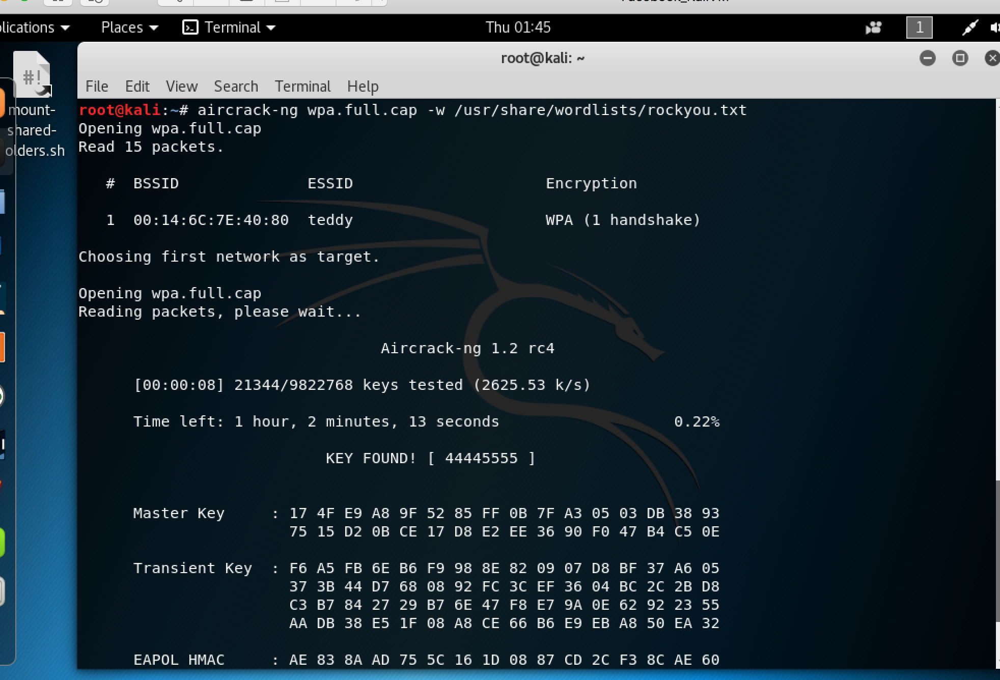 lications Places Terminal Thu 01:45 1
root@kali: ~
File Edit View Search Terminal Help
#!
mount-
shared-
olders.sh
root@kali:~# aircrack-ng wpa.full.cap -w /usr/share/wordlists/rockyou.txt
Opening wpa.full.cap
Read 15 packets.
# BSSID ESSID Encryption
1 00:14:6C:7E:40:80 teddy WPA (1 handshake)
Choosing first network as target.
Opening wpa.full.cap
Reading packets, please wait...
Aircrack-ng 1.2 rc4
[00:00:08] 21344/9822768 keys tested (2625.53 k/s)
Time left: 1 hour, 2 minutes, 13 seconds 0.22%
KEY FOUND! [ 44445555 ]
Master Key : 17 4F E9 A8 9F 52 85 FF 0B 7F A3 05 03 DB 38 93
75 15 D2 0B CE 17 D8 E2 EE 36 90 F0 47 B4 C5 0E
Transient Key : F6 A5 FB 6E B6 F9 98 8E 82 09 07 D8 BF 37 A6 05
37 3B 44 D7 68 08 92 FC 3C EF 36 04 BC 2C 2B D8
C3 B7 84 27 29 B7 6E 47 F8 E7 9A 0E 62 92 23 55
AA DB 38 E5 1F 08 A8 CE 66 B6 E9 EB A8 50 EA 32
EAPOL HMAC : AE 83 8A AD 75 5C 16 1D 08 87 CD 2C F3 8C AE 60